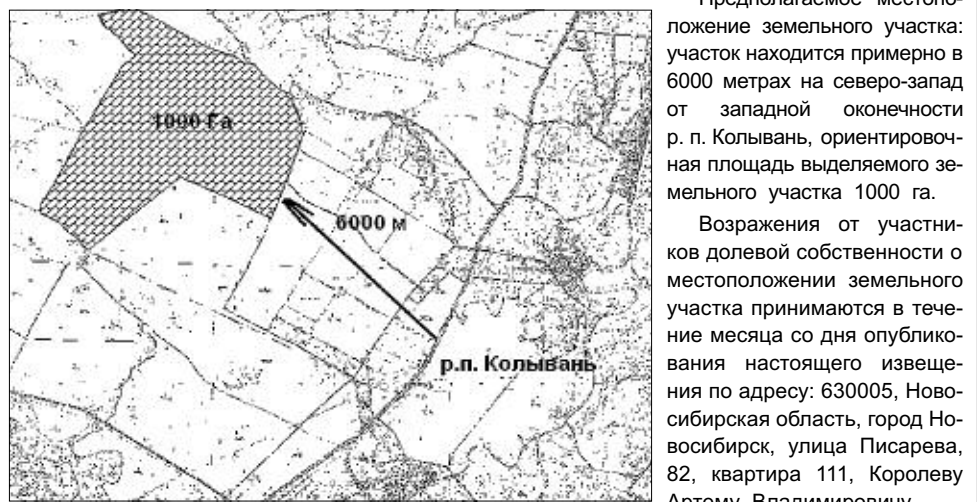 1000 Га
6000 м
р.п. Колывань
Предполагаемое местопо-
ложение земельного участка:
участок находится примерно в
6000 метрах на северо-запад
от западной оконечности
р. п. Колывань, ориентировоч-
ная площадь выделяемого зе-
мельного участка 1000 га.
Возражения от участни-
ков долевой собственности о
местоположении земельного
участка принимаются в тече-
ние месяца со дня опублико-
вания настоящего извеще-
ния по адресу: 630005, Ново-
сибирская область, город Но-
восибирск, улица Писарева,
82, квартира 111, Королеву
Артему Владимировичу